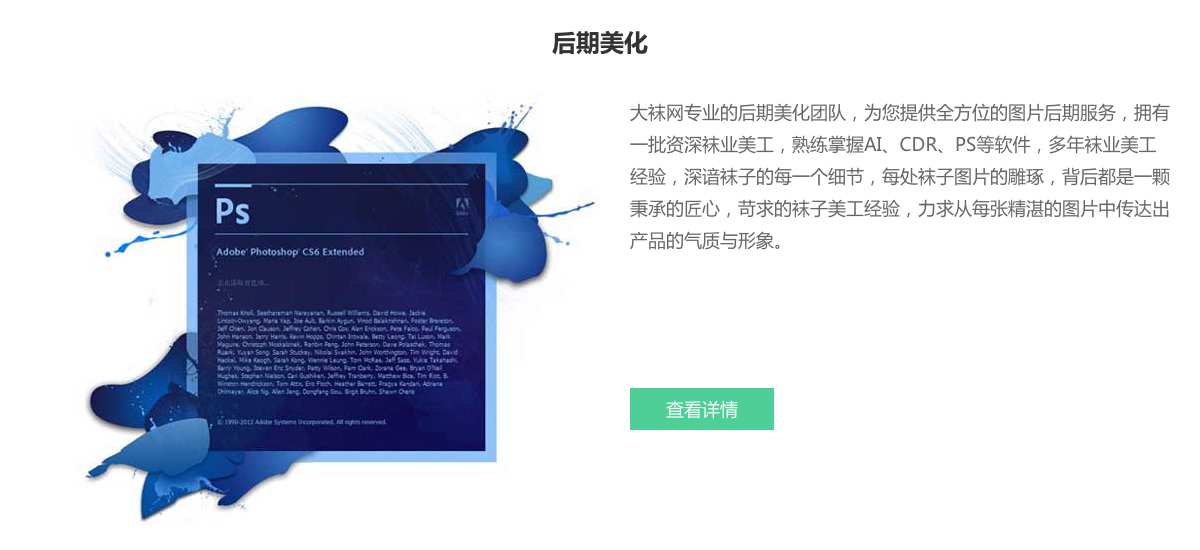 后期美化
大袜网专业的后期美化团队，为您提供全方位的图片后期服务，拥有
一批资深袜业美工，熟练掌握AI、CDR、PS等软件，多年袜业美工
经验，深谙袜子的每一个细节，每处袜子图片的雕琢，背后都是一颗
秉承的匠心，苛求的袜子美工经验，力求从每张精湛的图片中传达出
产品的气质与形象。
查看详情
Ps
Adobe
Adobe® Photoshop® CS6 Extended
正在读取首选项...
Thomas Knoll, Seetharaman Narayanan, Russell Williams, David Howe, Jackie
Lincoln-Owyang, Maria Yap, Joe Ault, Barkin Aygun, Vinod Balakrishnan, Foster Brereton,
Jeff Chien, Jon Clauson, Jeffrey Cohen, Chris Cox, Alan Erickson, Pete Falco, Paul Ferguson,
John Hanson, Jerry Harris, Kevin Hopps, Chintan Intwala, Betty Leong, Tai Luxon, Mark
Maguire, Christoph Moskalonek, Renbin Peng, John Peterson, Dave Polaschek, Thomas
Ruark, Yuyan Song, Sarah Stuckey, Nikolai Svakhin, John Worthington, Tim Wright, David
Hackel, Mike Keogh, Sarah Kong, Wennie Leung, Tom McRae, Jeff Sass, Yukie Takahashi,
Barry Young, Steven Eric Snyder, Patty Wilson, Pam Clark, Zorana Gee, Bryan O'Neil
Hughes, Stephen Nielson, Cari Gushiken, Jeffrey Tranberry, Matthew Bice, Tim Riot, B.
Winston Hendrickson, Tom Attix, Eric Floch, Heather Barrett, Pragya Kandari, Adriana
Ohlmeyer, Alice Ng, Allen Jeng, Dongfang Gou, Birgit Bruhn, Shawn Cheris
© 1990-2012 Adobe Systems Incorporated. All rights reserved.